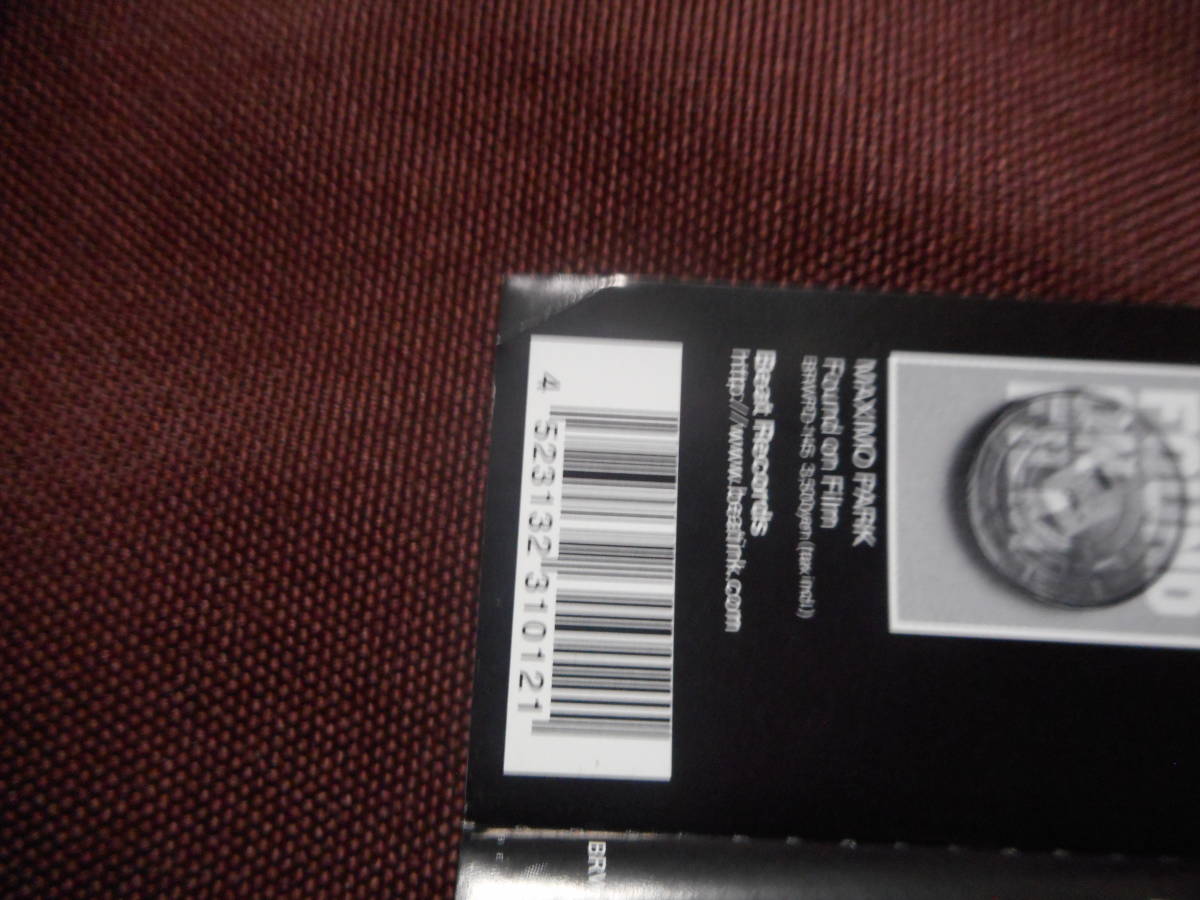 MAXIMO PARK
Found on Film
BRWRD-145 3,500yen (tax incl.)
Beat Records
http://www.beatink.com
4 523132 310121
BRW